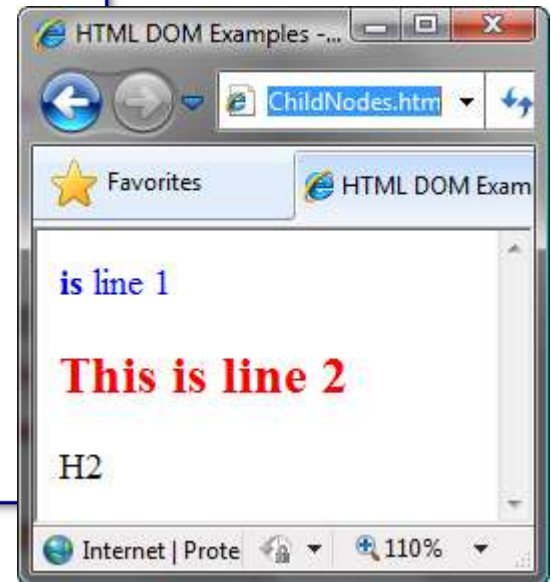 HTML DOM Examples -...
ChildNodes.htm
Favorites
HTML DOM Exam
is line 1
This is line 2
H2
Internet | Prote
110%